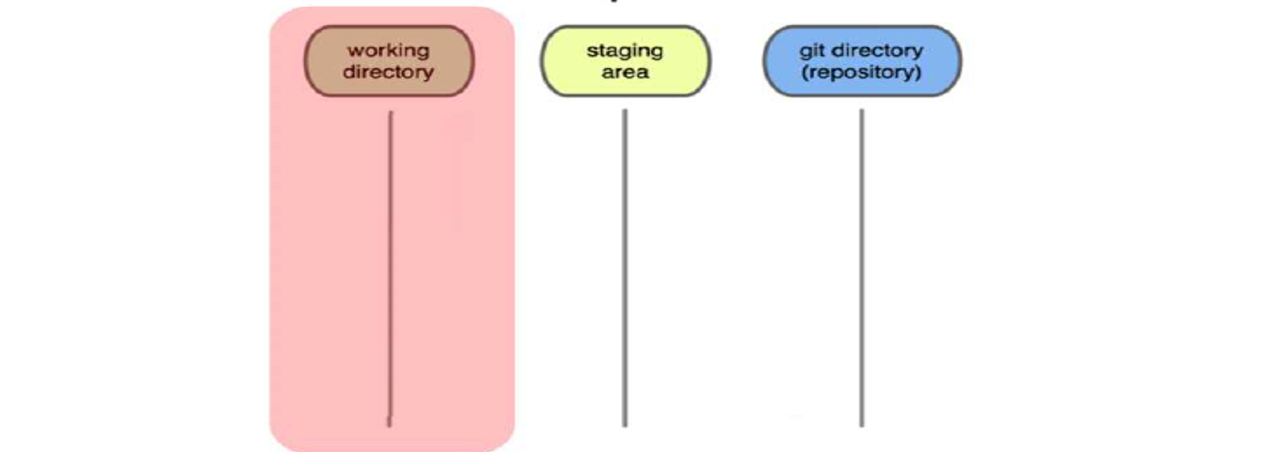 working
directory
staging
area
git directory
(repository)